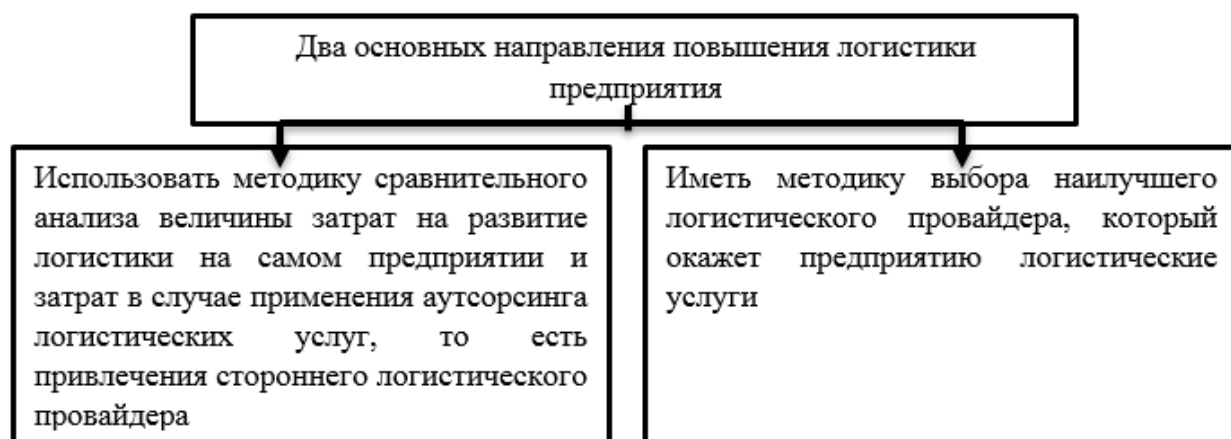 Два основных направления повышения логистики
предприятия
Использовать методику сравнительного
анализа величины затрат на развитие
логистики на самом предприятии и
затрат в случае применения аутсорсинга
логистических услуг, то есть
привлечения стороннего логистического
провайдера
Иметь методику выбора наилучшего
логистического провайдера, который
окажет предприятию логистические
услуги